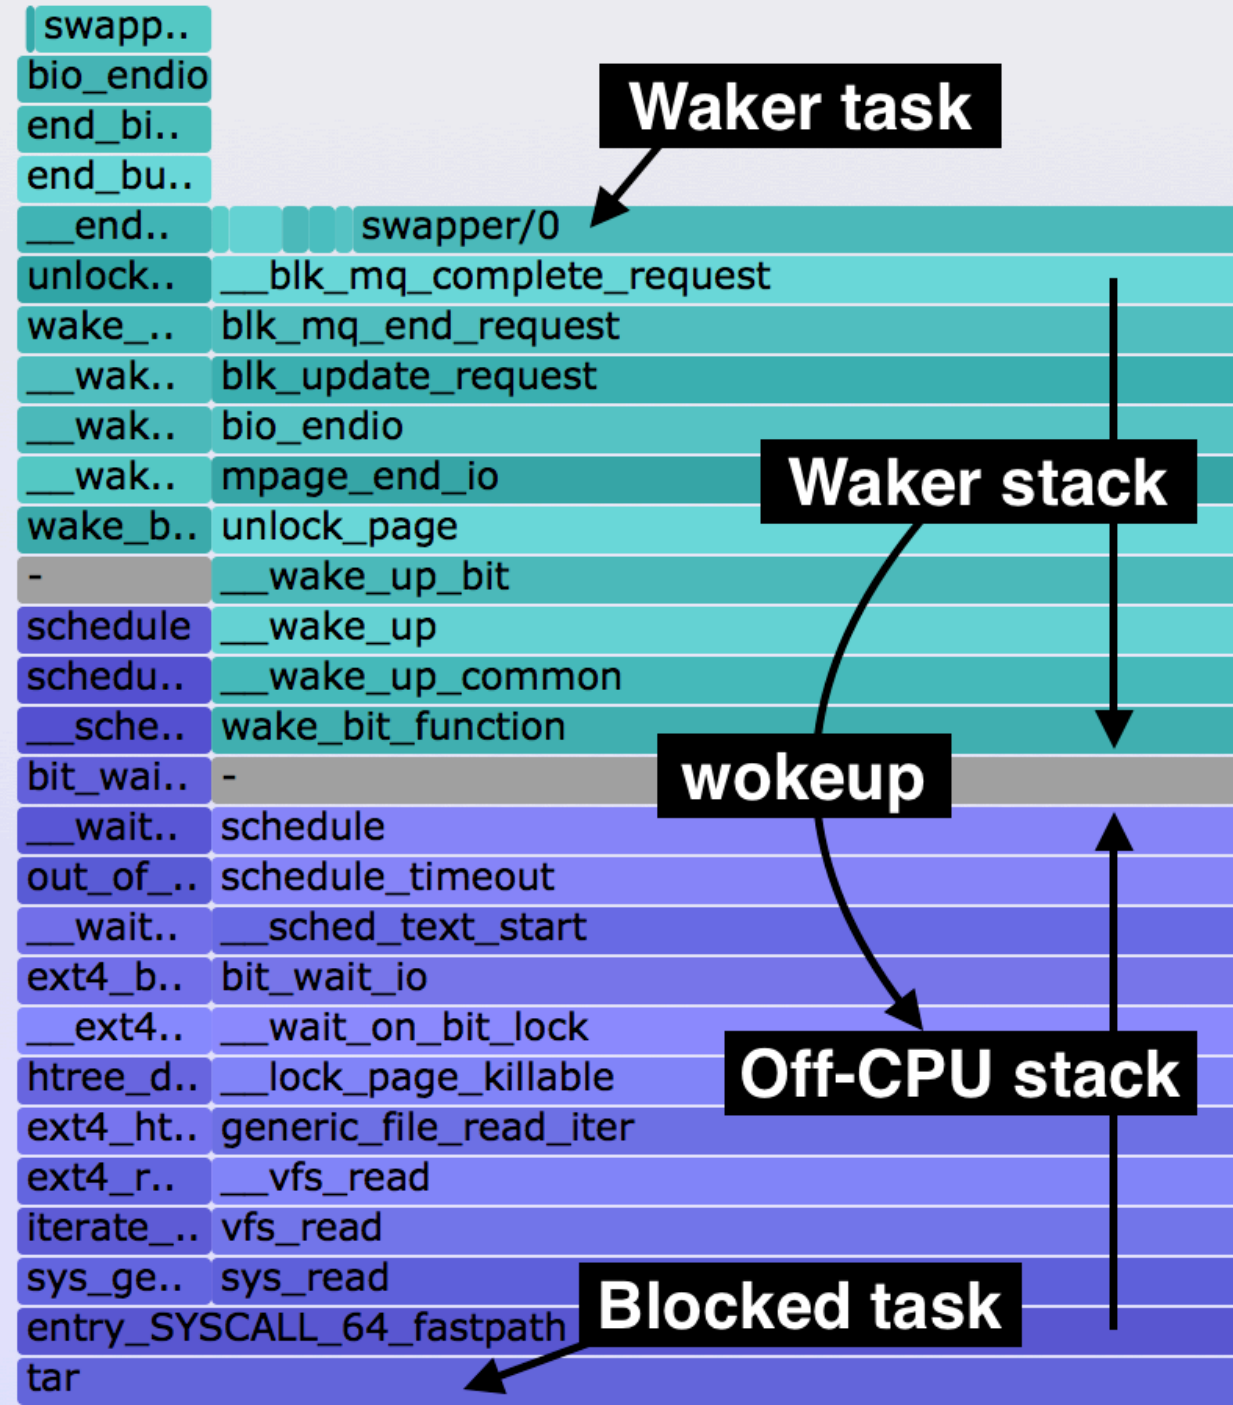 swapp..
bio_endio
Waker task
end_bi..
end_bu..
__end.. swapper/0
unlock.. __blk_mq_complete_request
wake_.. blk_mq_end_request
__wak.. blk_update_request
__wak.. bio_endio
__wak.. mpage_end_io
Waker stack
wake_b.. unlock_page
- __wake_up_bit
schedule __wake_up
schedu.. __wake_up_common
__sche.. wake_bit_function
bit_wai.. -
wokeup
__wait.. schedule
out_of_.. schedule_timeout
__wait.. __sched_text_start
ext4_b.. bit_wait_io
__ext4.. __wait_on_bit_lock
htree_d.. __lock_page_killable
Off-CPU stack
ext4_ht.. generic_file_read_iter
ext4_r.. __vfs_read
iterate_.. vfs_read
sys_ge.. sys_read
Blocked task
entry_SYSCALL_64_fastpath
tar